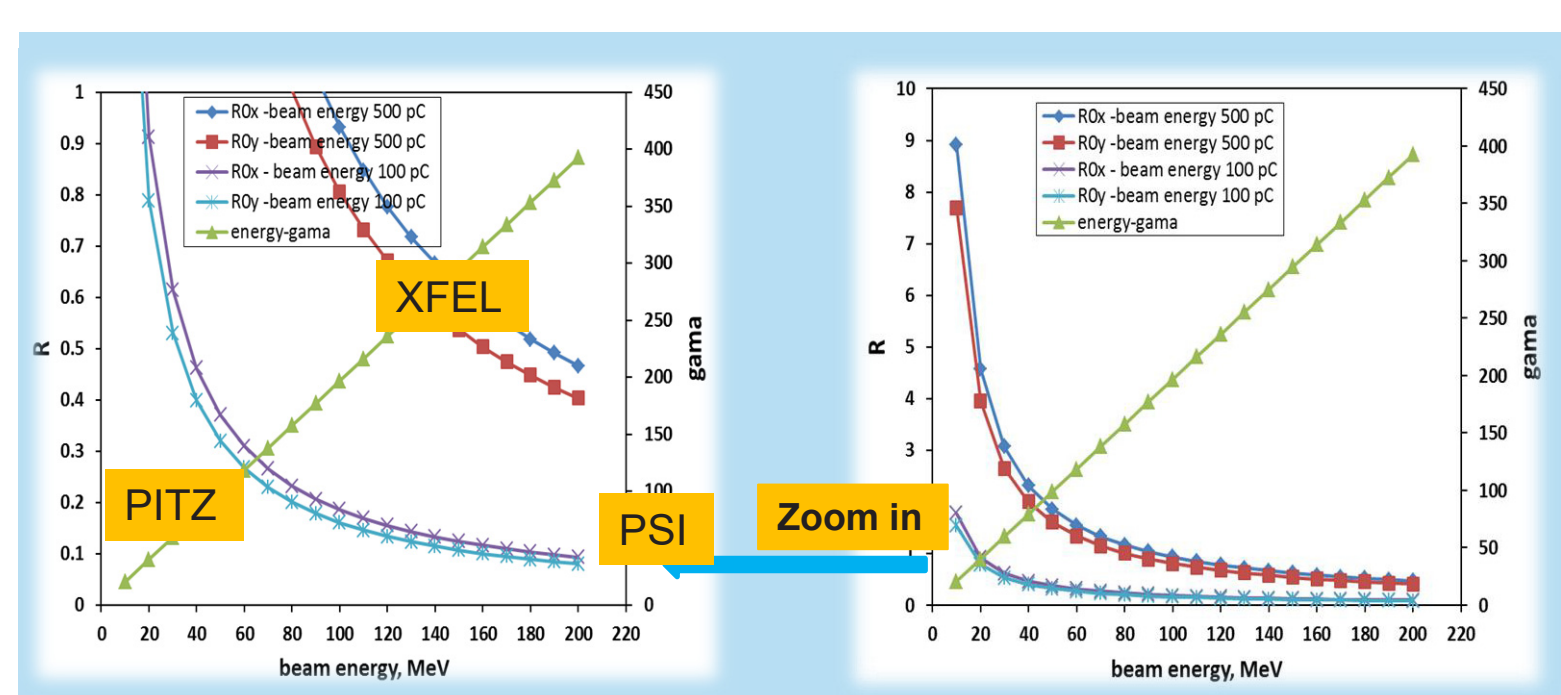 1
0.9
0.8
0.7
0.6
0.5
0.4
0.3
0.2
0.1
0
R
R0x -beam energy 500 pC
R0y -beam energy 500 pC
R0x - beam energy 100 pC
R0y -beam energy 100 pC
energy-gama
450
400
350
300
250
200
150
100
50
0
gama
XFEL
PITZ
PSI
0 20 40 60 80 100 120 140 160 180 200 220
beam energy, MeV
Zoom in
10
9
8
7
6
5
4
3
0
R
R0x -beam energy 500 pC
R0y -beam energy 500 pC
R0x - beam energy 100 pC
R0y -beam energy 100 pC
energy-gama
450
400
350
300
250
200
150
100
50
0
gama
0 20 40 60 80 100 120 140 160 180 200 220
beam energy, MeV